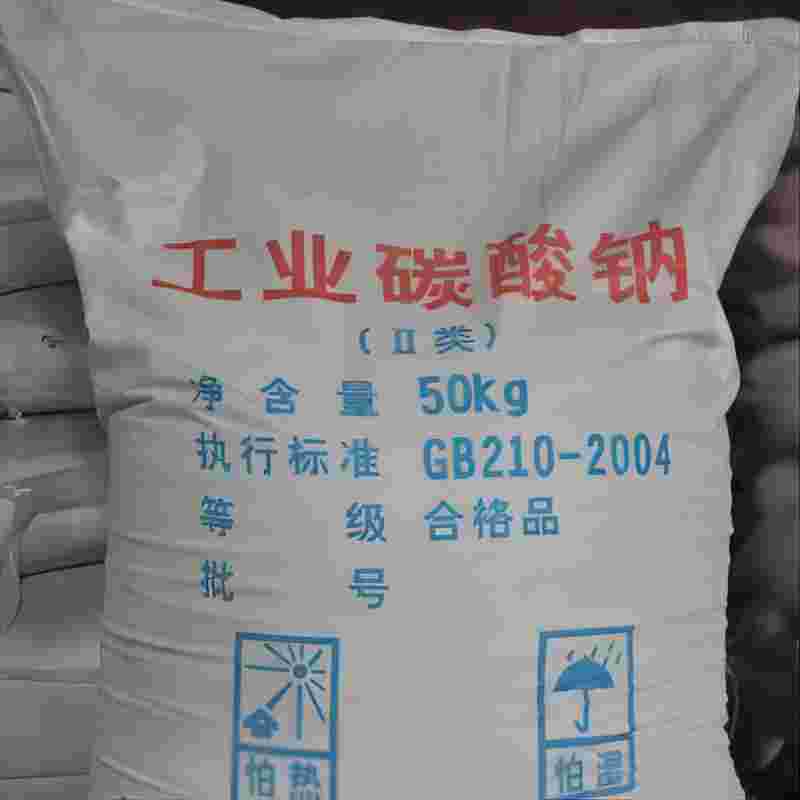 工业碳酸钠
(Ⅱ类)
净含量 50Kg
执行标准 GB210-2004
等级 合格品
批号
怕热 怕湿